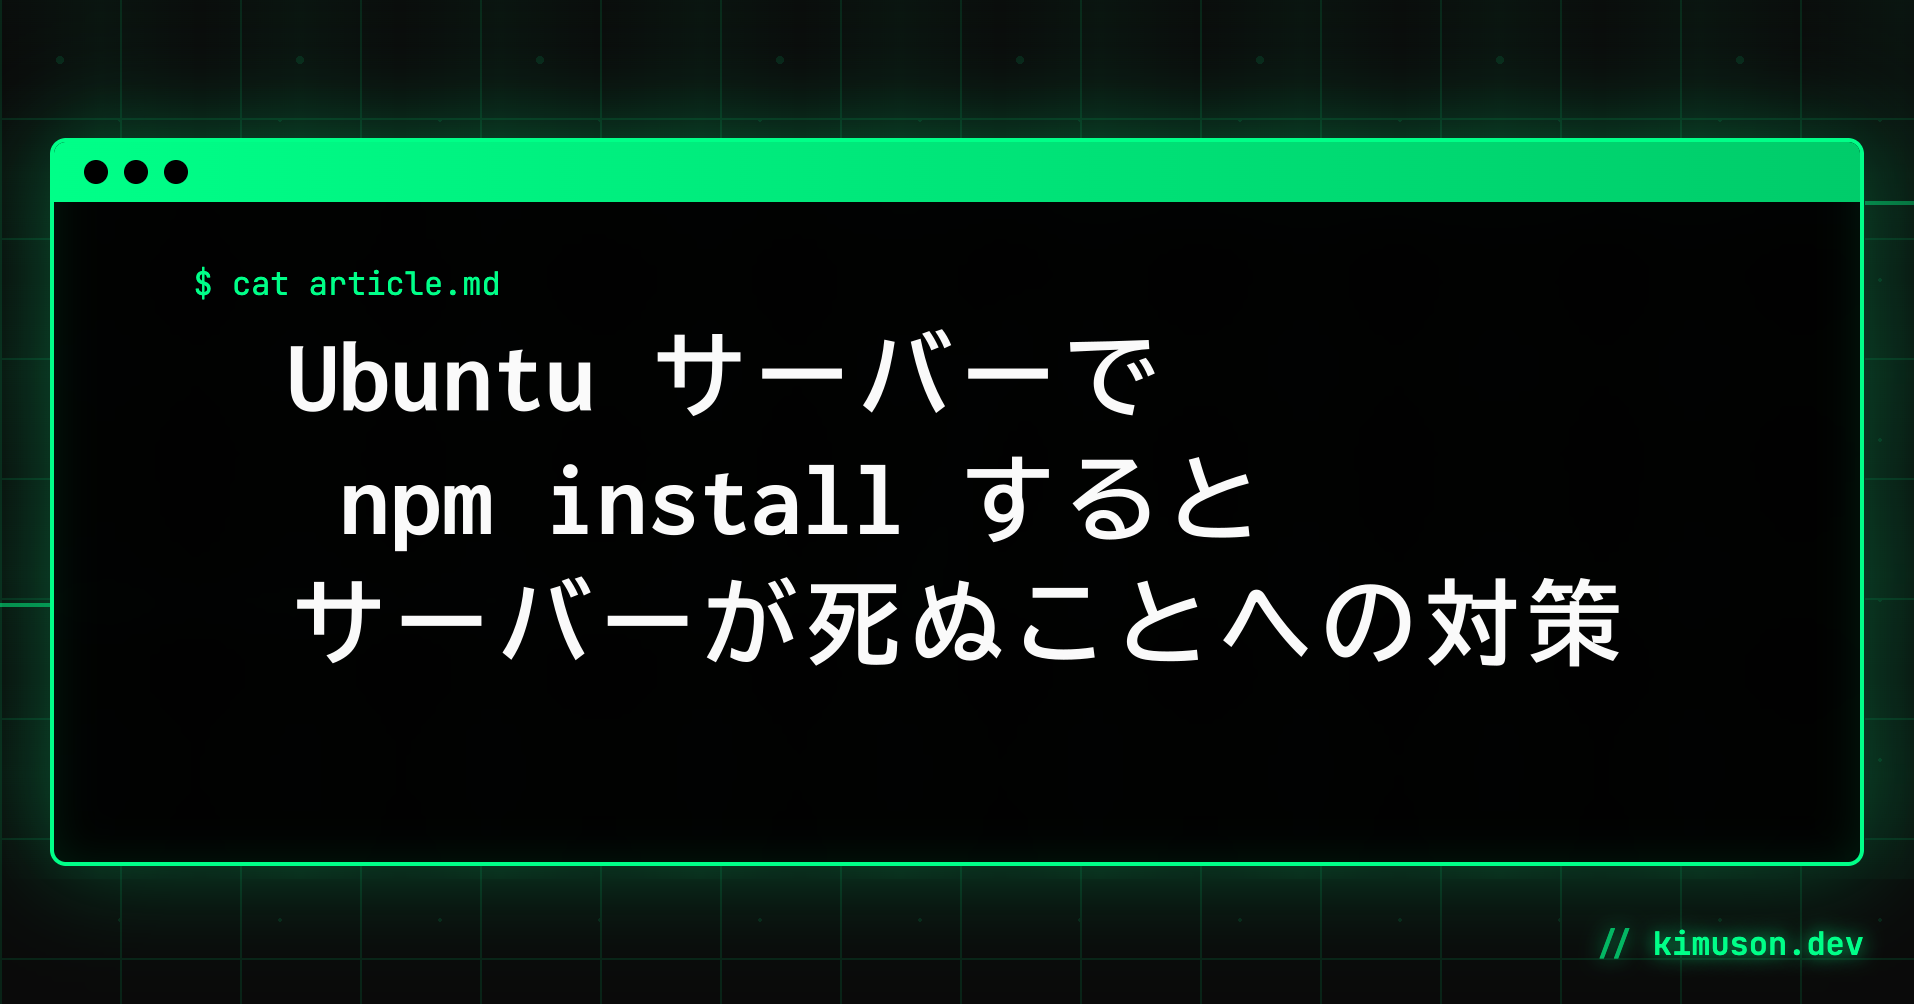 $ cat article.md
Ubuntu サーバーで
npm install すると
サーバーが死ぬことへの対策
// kimuson.dev